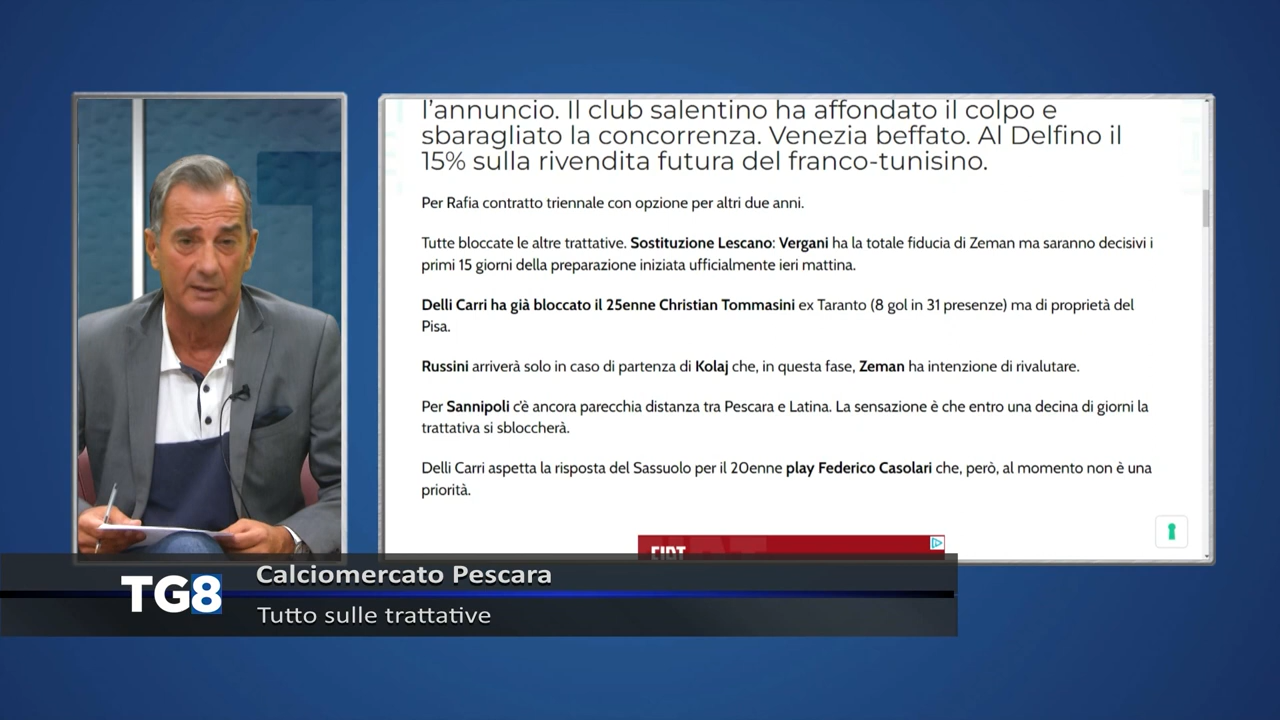 l'annuncio. Il club salentino ha affondato il colpo e
sbaragliato la concorrenza. Venezia beffato. Al Delfino il
15% sulla rivendita futura del franco-tunisino.
Per Rafia contratto triennale con opzione per altri due anni.
Tutte bloccate le altre trattative. Sostituzione Lescano: Vergani ha la totale fiducia di Zeman ma saranno decisivi i
primi 15 giorni della preparazione iniziata ufficialmente ieri mattina.
Delli Carri ha già bloccato il 25enne Christian Tommasini ex Taranto (8 gol in 31 presenze) ma di proprietà del
Pisa.
Russini arriverà solo in caso di partenza di Kolaj che, in questa fase, Zeman ha intenzione di rivalutare.
Per Sannipoli c'è ancora parecchia distanza tra Pescara e Latina. La sensazione è che entro una decina di giorni la
trattativa si sbloccherà.
Delli Carri aspetta la risposta del Sassuolo per il 20enne play Federico Casolari che, però, al momento non è una
priorità.
FIAT
TG8
Calciomercato Pescara
Tutto sulle trattative